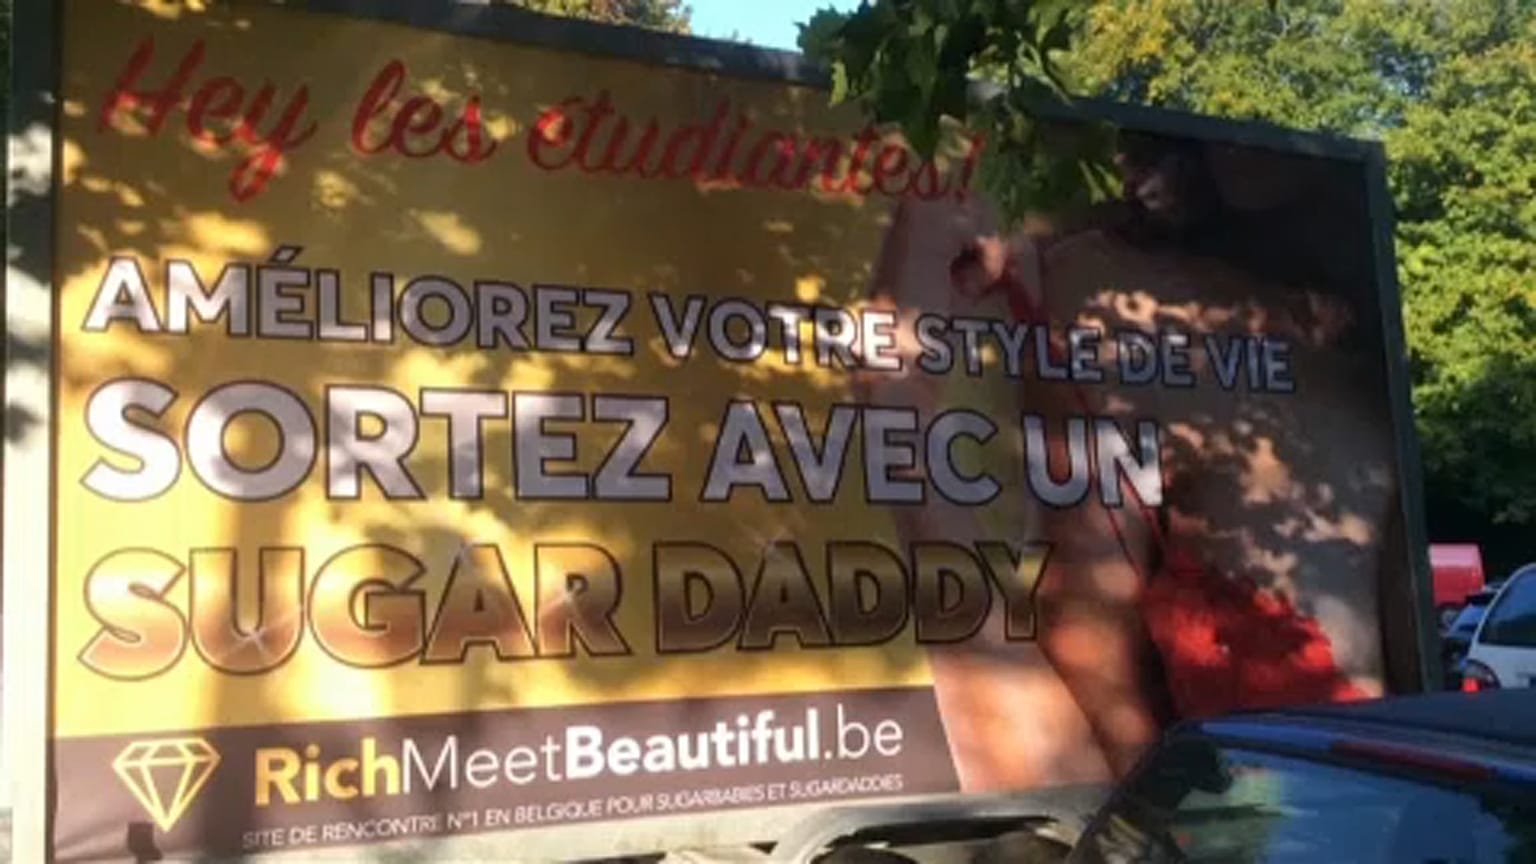 Hey les étudiantes!
AMÉLIOREZ VOTRE STYLE DE VIE
SORTEZ AVEC UN
SUGAR DADDY
RichMeetBeautiful.be
SITE DE RENCONTRE N°1 EN BELGIQUE POUR SUGARBABIES ET SUGARDADDIES